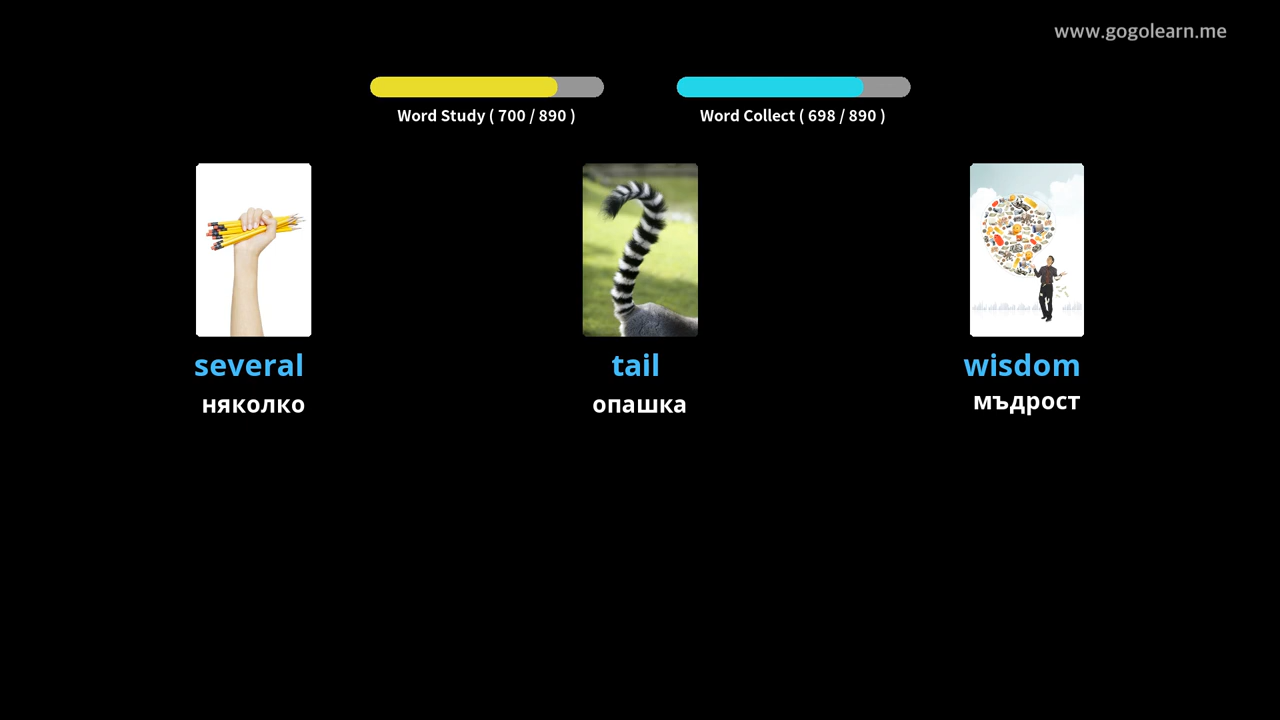 www.gogolearn.me
Word Study ( 700 / 890 )
Word Collect ( 698 / 890 )
several
tail
wisdom
няколко
опашка
мъдрост